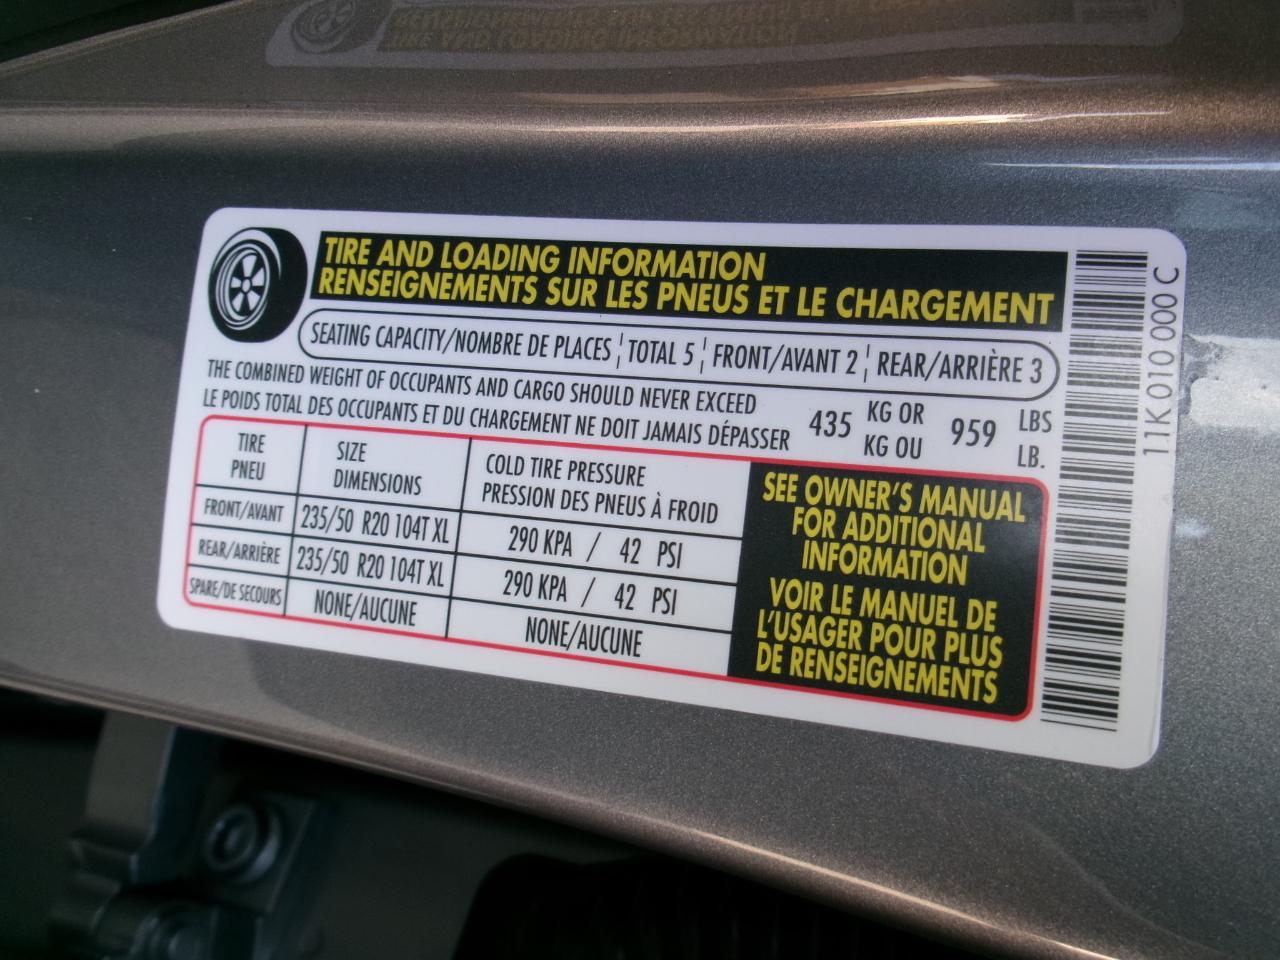 TIRE AND LOADING INFORMATION
RENSEIGNEMENTS SUR LES PNEUS ET LE CHARGEMENT
SEATING CAPACITY/NOMBRE DE PLACES TOTAL 5 FRONT/AVANT 2 REAR/ARRIÈRE 3
THE COMBINED WEIGHT OF OCCUPANTS AND CARGO SHOULD NEVER EXCEED
LE POIDS TOTAL DES OCCUPANTS ET DU CHARGEMENT NE DOIT JAMAIS DÉPASSER
435 KG OR 959 LBS
KG OU LB.
TIRE SIZE COLD TIRE PRESSURE
PNEU DIMENSIONS PRESSION DES PNEUS À FROID
FRONT/AVANT 235/50 R20 104T XL 290 KPA / 42 PSI
REAR/ARRIÈRE 235/50 R20 104T XL 290 KPA / 42 PSI
SPARE/DE SECOURS NONE/AUCUNE NONE/AUCUNE
SEE OWNER'S MANUAL
FOR ADDITIONAL
INFORMATION
VOIR LE MANUEL DE
L'USAGER POUR PLUS
DE RENSEIGNEMENTS
11K 010 000 C